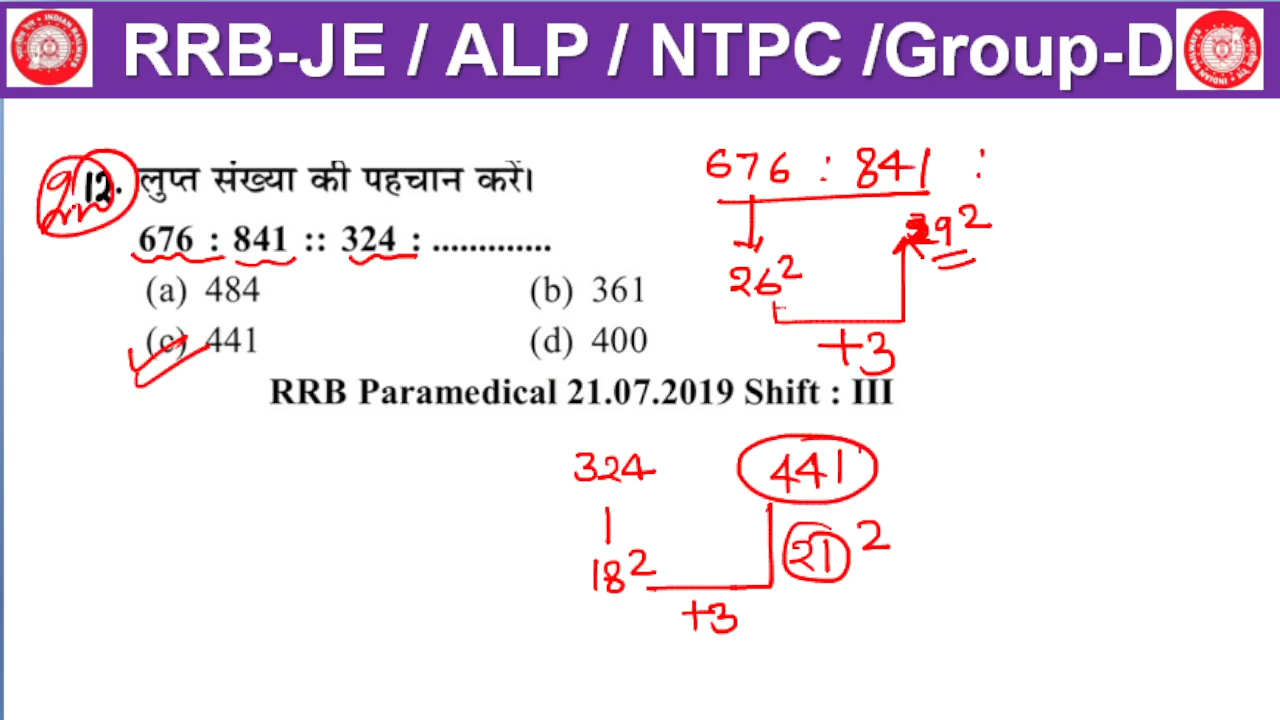 RRB-JE / ALP / NTPC /Group-D
12. लुप्त संख्या की पहचान करें।
676 : 841 :: 324 : .............
(a) 484 (b) 361
(c) 441 (d) 400
RRB Paramedical 21.07.2019 Shift : III
676 : 841 :
26² 29²
+3
324 441
18² 21²
+3